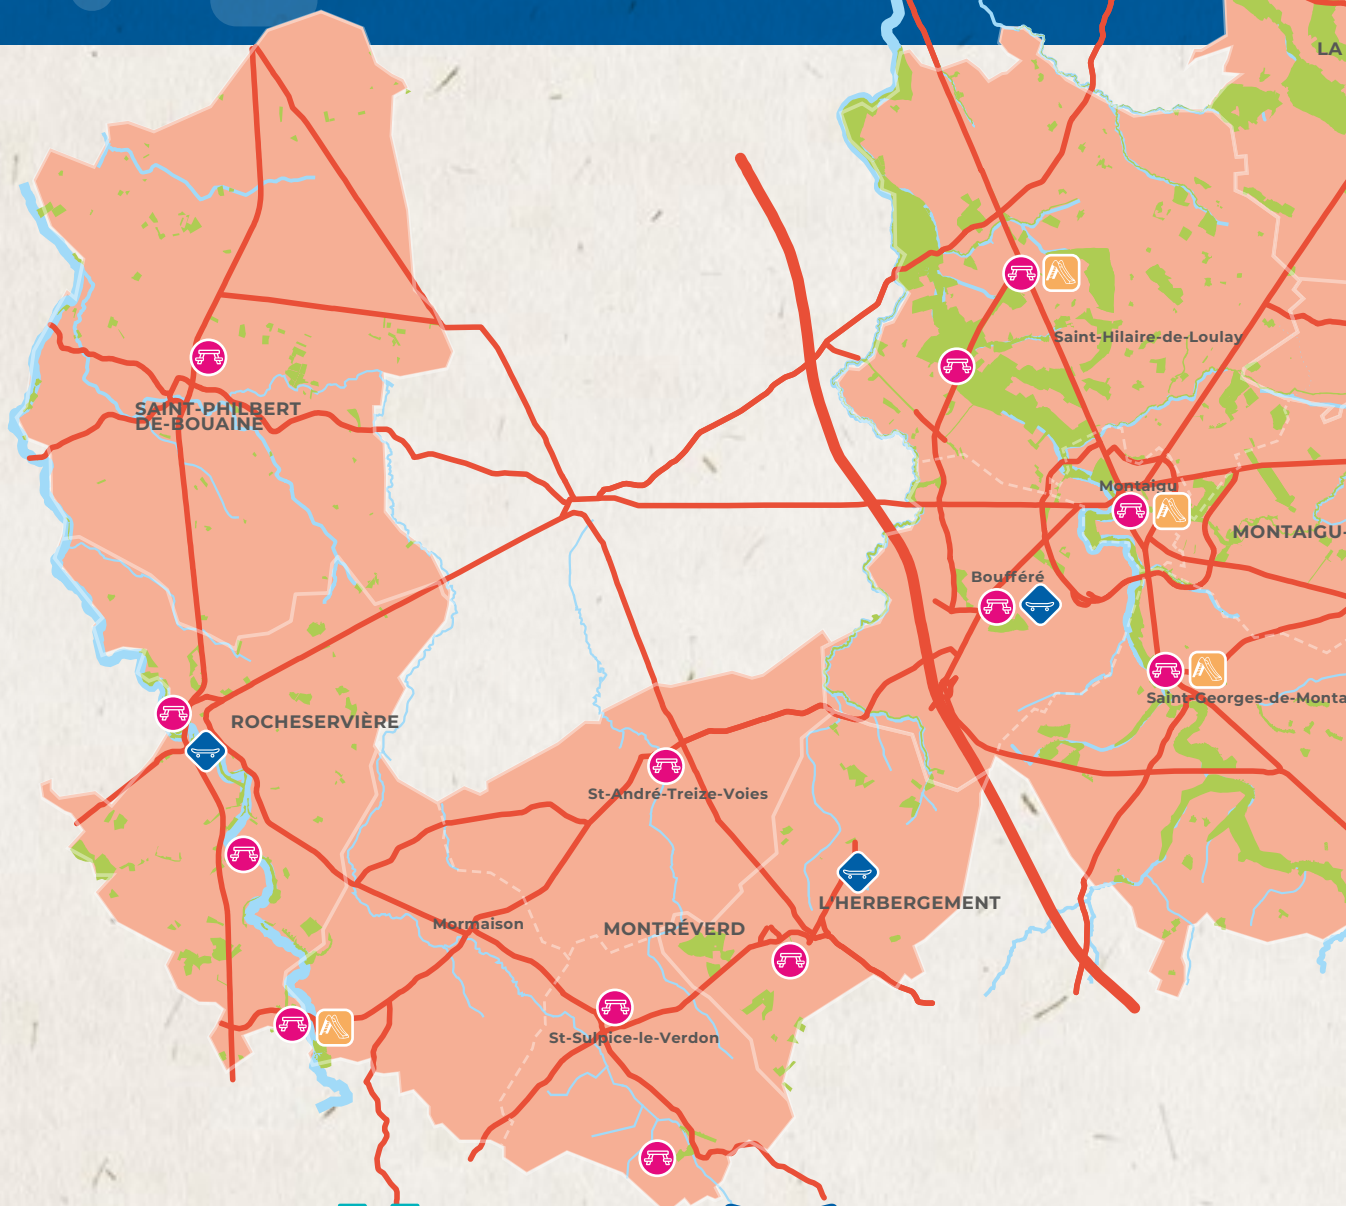 LA
Saint-Hilaire-de-Loulay
SAINT-PHILBERT
DE-BOUAINE
Montaigu
MONTAIGU-
Boufféré
Saint-Georges-de-Monta
ROCHESERVIÈRE
St-André-Treize-Voies
L'HERBERGEMENT
Mormaison
MONTRÉVERD
St-Sulpice-le-Verdon